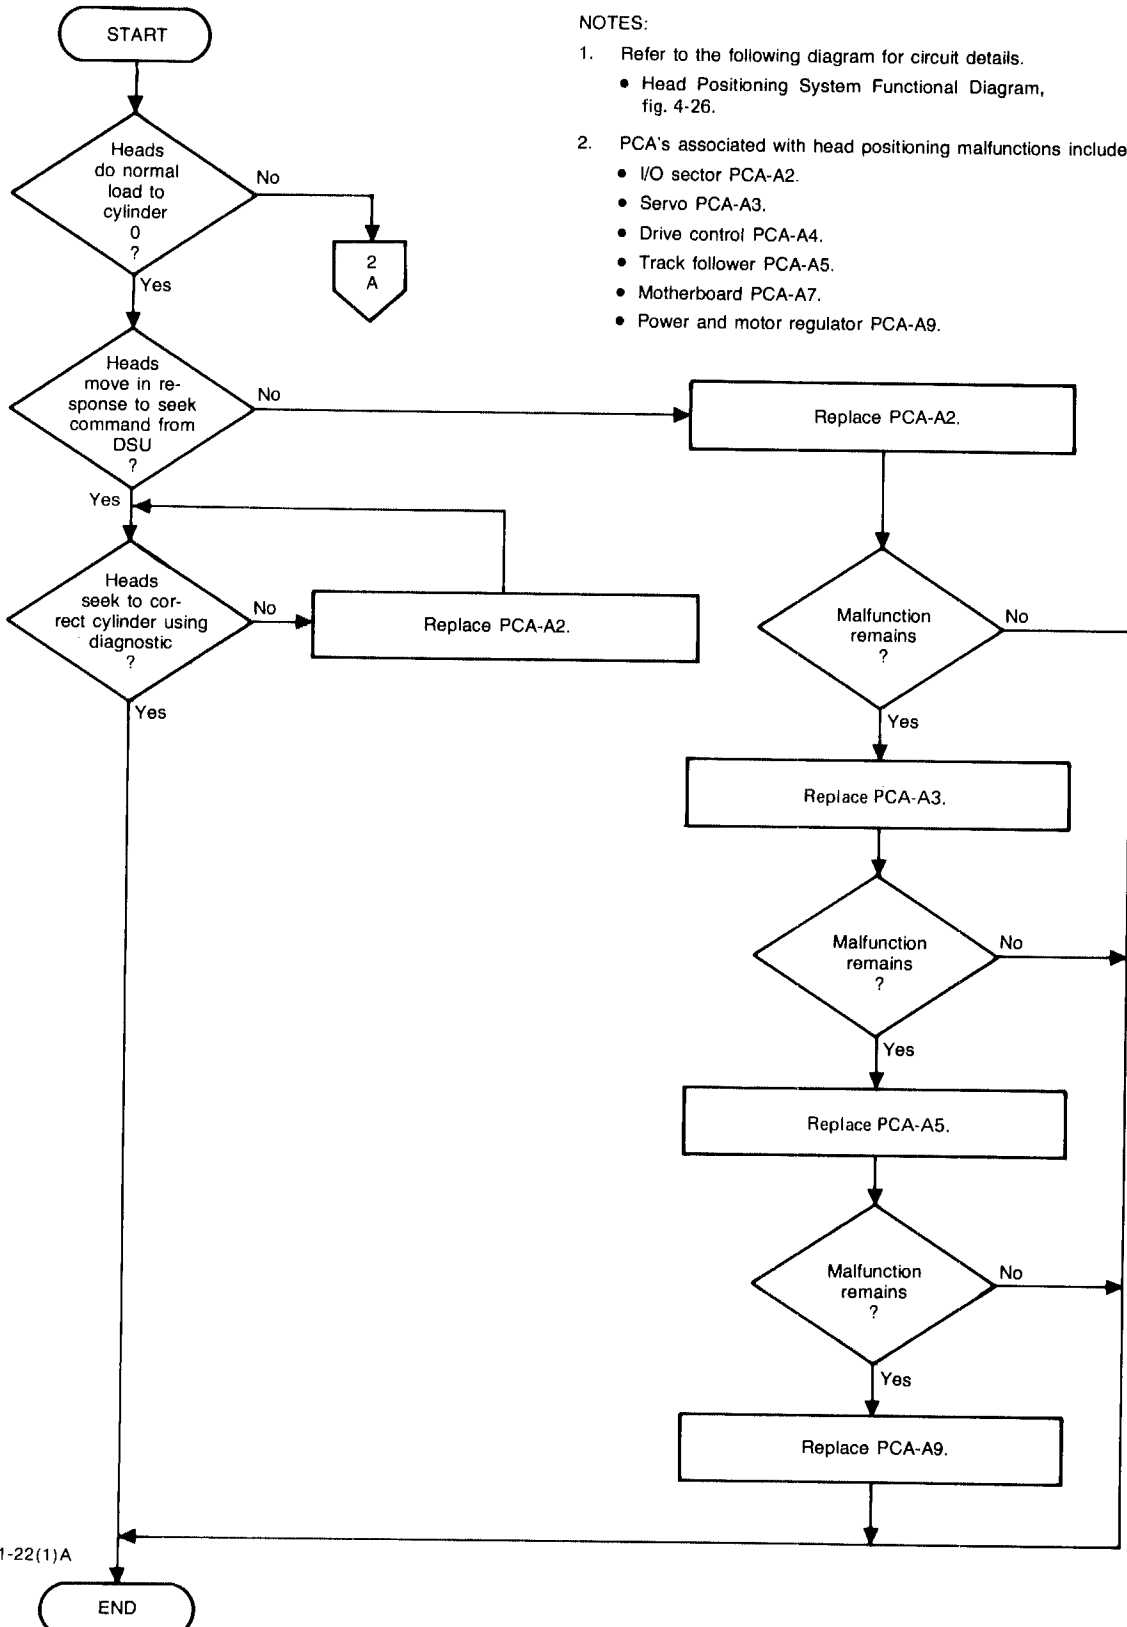 START
NOTES:
1. Refer to the following diagram for circuit details.
• Head Positioning System Functional Diagram,
fig. 4-26.
2. PCA's associated with head positioning malfunctions include
• I/O sector PCA-A2.
• Servo PCA-A3.
• Drive control PCA-A4.
• Track follower PCA-A5.
• Motherboard PCA-A7.
• Power and motor regulator PCA-A9.
Heads
do normal
load to
cylinder
0
?
No
2
A
Yes
Heads
move in re-
sponse to seek
command from
DSU
?
No
Replace PCA-A2.
Yes
Heads
seek to cor-
rect cylinder using
diagnostic
?
No
Replace PCA-A2.
Yes
Malfunction
remains
?
No
Yes
Replace PCA-A3.
Malfunction
remains
?
No
Yes
Replace PCA-A5.
Malfunction
remains
?
No
Yes
Replace PCA-A9.
1-22(1)A
END